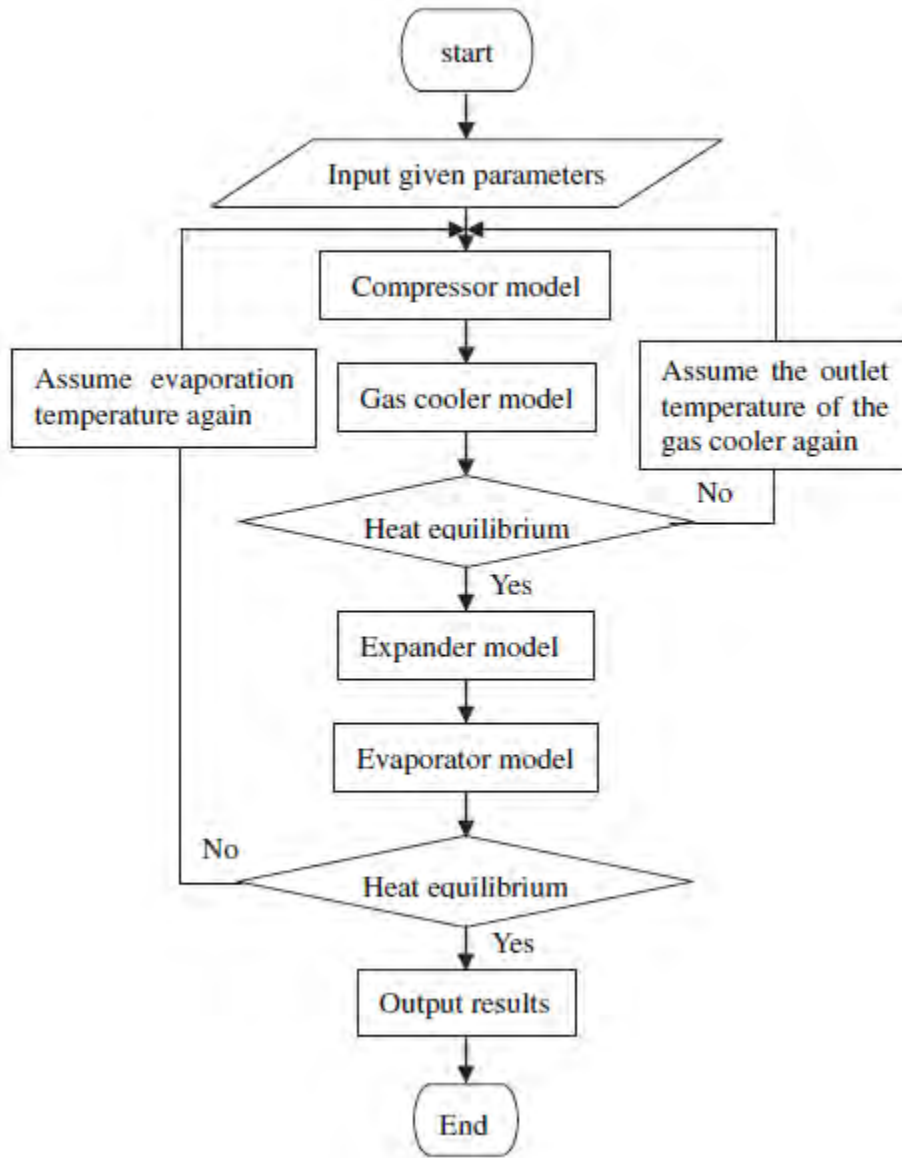 start
Input given parameters
Compressor model
Assume evaporation
temperature again
Gas cooler model
Assume the outlet
temperature of the
gas cooler again
No
Heat equilibrium
Yes
Expander model
Evaporator model
No
Heat equilibrium
Yes
Output results
End